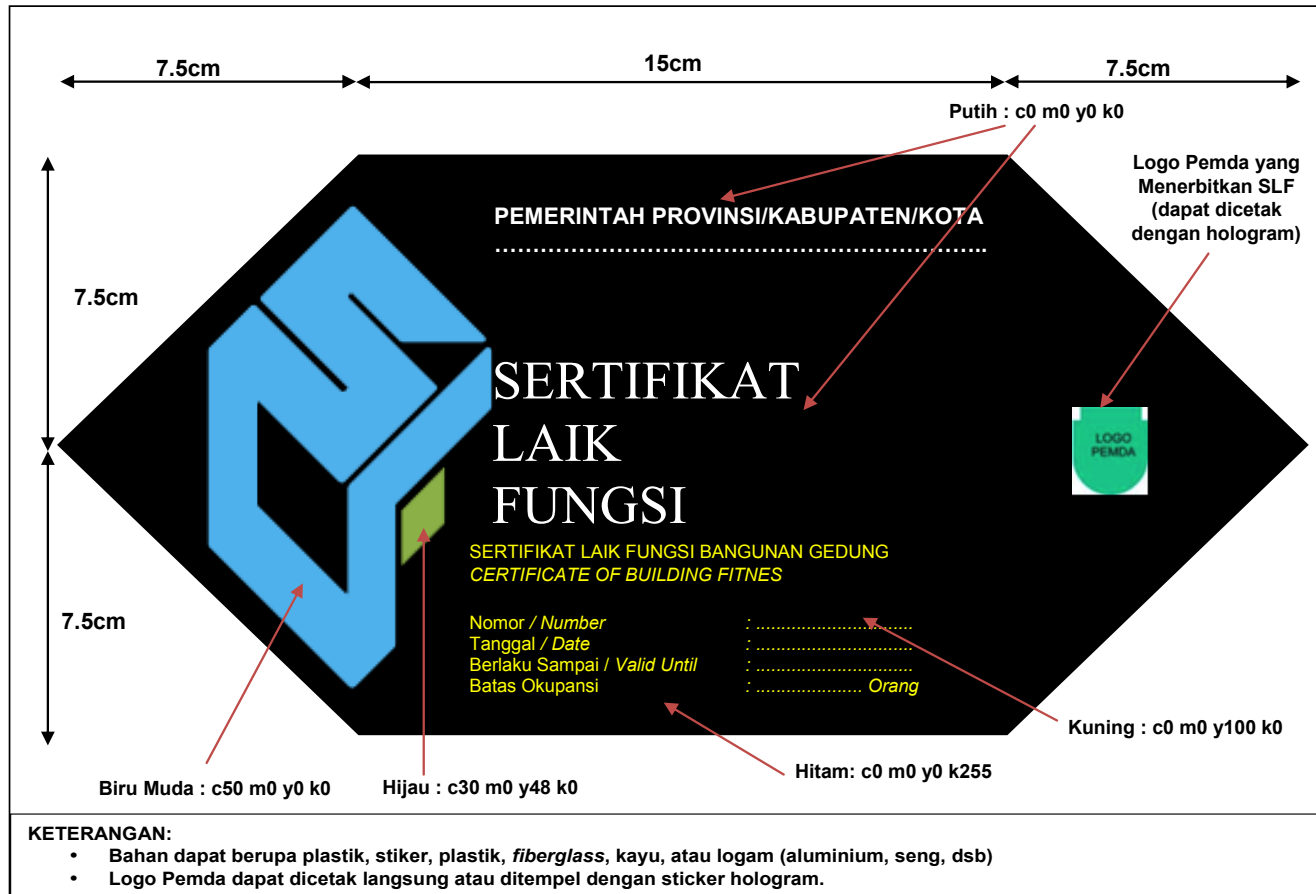 7.5cm
15cm
7.5cm
Putih : c0 m0 y0 k0
Logo Pemda yang
Menerbitkan SLF
(dapat dicetak
dengan hologram)
PEMERINTAH PROVINSI/KABUPATEN/KOTA
................................................................
7.5cm
SERTIFIKAT
LAIK
FUNGSI
LOGO
PEMDA
SERTIFIKAT LAIK FUNGSI BANGUNAN GEDUNG
CERTIFICATE OF BUILDING FITNES
7.5cm
Nomor / Number : ...............................
Tanggal / Date : ...............................
Berlaku Sampai / Valid Until : ...............................
Batas Okupansi : ..................... Orang
Kuning : c0 m0 y100 k0
Hitam: c0 m0 y0 k255
Biru Muda : c50 m0 y0 k0
Hijau : c30 m0 y48 k0
KETERANGAN:
• Bahan dapat berupa plastik, stiker, plastik, fiberglass, kayu, atau logam (aluminium, seng, dsb)
• Logo Pemda dapat dicetak langsung atau ditempel dengan sticker hologram.